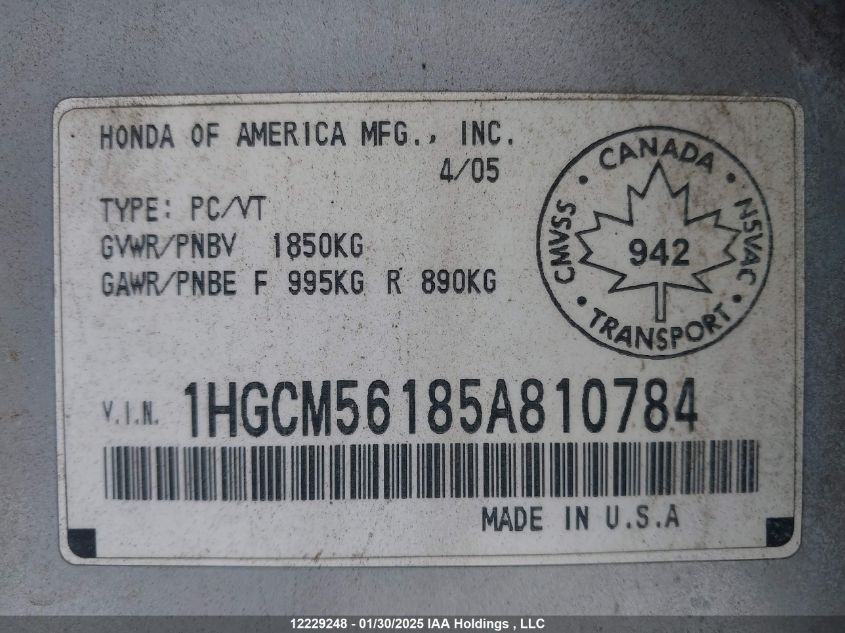 HONDA OF AMERICA MFG., INC.
4/05
TYPE: PC/VT
GVWR/PNBV 1850KG
GAWR/PNBE F 995KG R 890KG
CANADA
CMVSS
942
NSVAC
TRANSPORT
V.I.N. 1HGCM56185A810784
MADE IN U.S.A
12229248 - 01/30/2025 IAA Holdings , LLC